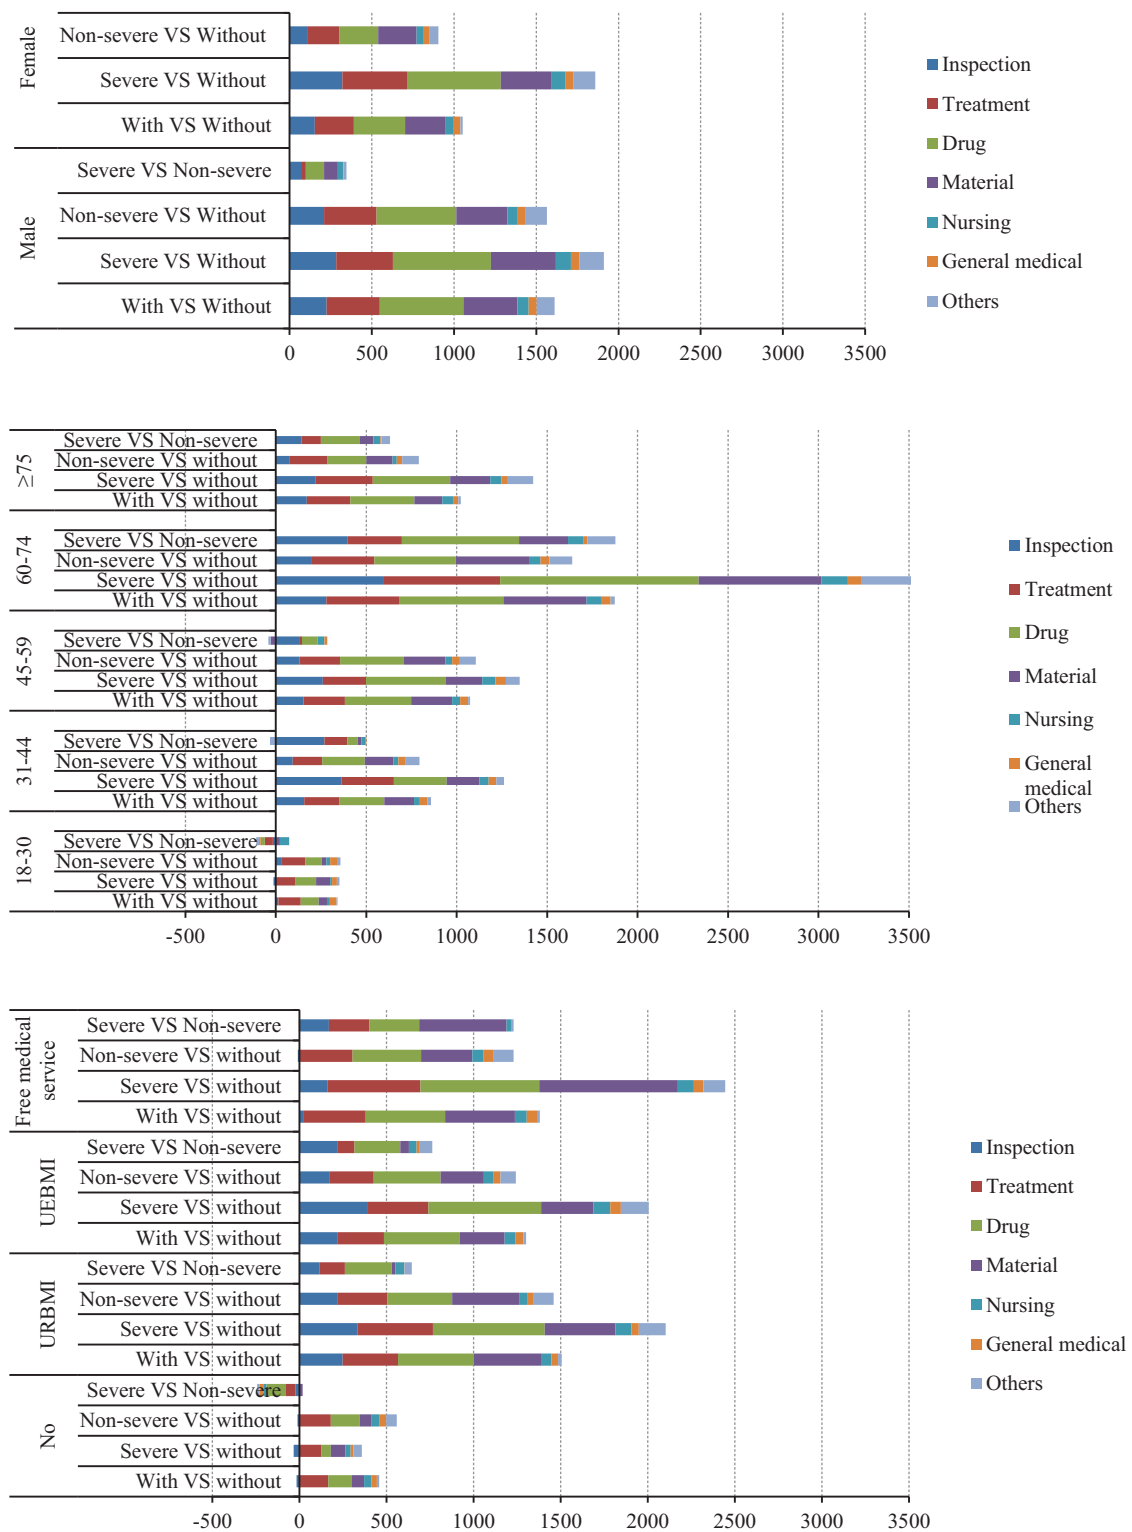 Female
Non-severe VS Without
Severe VS Without
With VS Without
Male
Severe VS Non-severe
Non-severe VS Without
Severe VS Without
With VS Without
0 500 1000 1500 2000 2500 3000 3500
Inspection
Treatment
Drug
Material
Nursing
General medical
Others
≥75
Severe VS Non-severe
Non-severe VS without
Severe VS without
With VS without
60-74
Severe VS Non-severe
Non-severe VS without
Severe VS without
With VS without
45-59
Severe VS Non-severe
Non-severe VS without
Severe VS without
With VS without
31-44
Severe VS Non-severe
Non-severe VS without
Severe VS without
With VS without
18-30
Severe VS Non-severe
Non-severe VS without
Severe VS without
With VS without
-500 0 500 1000 1500 2000 2500 3000 3500
Inspection
Treatment
Drug
Material
Nursing
General
medical
Others
Free medical
service
Severe VS Non-severe
Non-severe VS without
Severe VS without
With VS without
UEBMI
Severe VS Non-severe
Non-severe VS without
Severe VS without
With VS without
URBMI
Severe VS Non-severe
Non-severe VS without
Severe VS without
With VS without
No
Severe VS Non-severe
Non-severe VS without
Severe VS without
With VS without
-500 0 500 1000 1500 2000 2500 3000 3500
Inspection
Treatment
Drug
Material
Nursing
General medical
Others